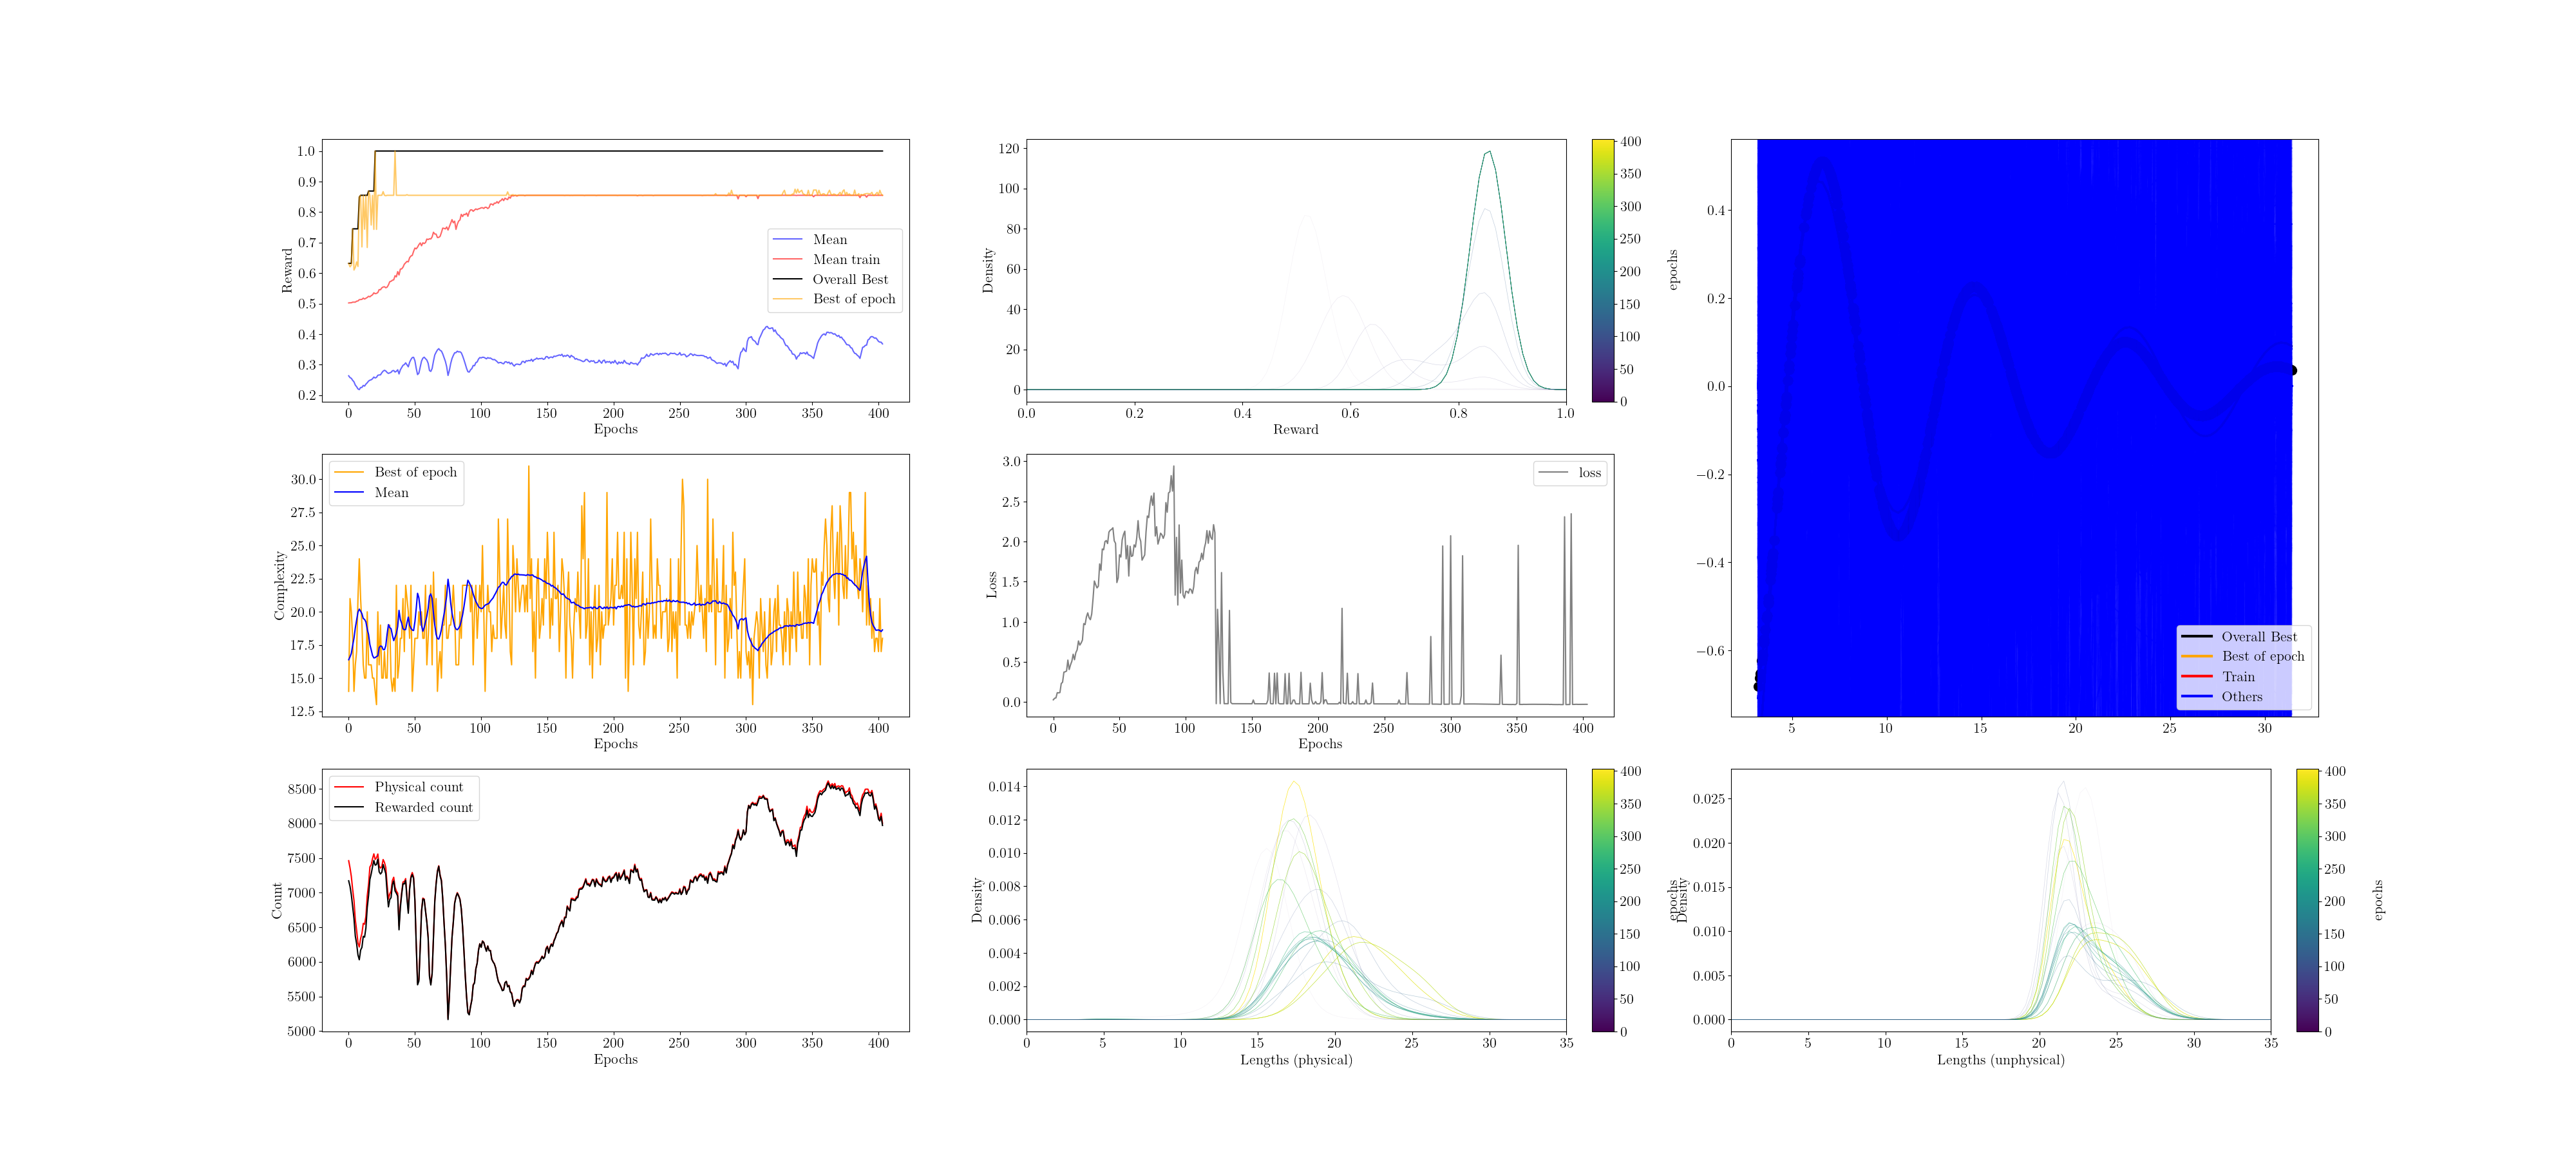 1.0
0.9
0.8
0.7
0.6
0.5
0.4
0.3
0.2
Reward
0 50 100 150 200 250 300 350 400
Epochs
Mean
Mean train
Overall Best
Best of epoch
120
100
80
60
40
20
0
Density
0.0 0.2 0.4 0.6 0.8 1.0
Reward
400
350
300
250
200
150
100
50
0
epochs
0.4
0.2
0.0
−0.2
−0.4
−0.6
5 10 15 20 25 30
Overall Best
Best of epoch
Train
Others
30.0
27.5
25.0
22.5
20.0
17.5
15.0
12.5
Complexity
0 50 100 150 200 250 300 350 400
Epochs
Best of epoch
Mean
3.0
2.5
2.0
1.5
1.0
0.5
0.0
Loss
0 50 100 150 200 250 300 350 400
Epochs
loss
8500
8000
7500
7000
6500
6000
5500
5000
Count
0 50 100 150 200 250 300 350 400
Epochs
Physical count
Rewarded count
0.014
0.012
0.010
0.008
0.006
0.004
0.002
0.000
Density
0 5 10 15 20 25 30 35
Lengths (physical)
400
350
300
250
200
150
100
50
0
epochs
0.025
0.020
0.015
0.010
0.005
0.000
Density
0 5 10 15 20 25 30 35
Lengths (unphysical)
400
350
300
250
200
150
100
50
0
epochs